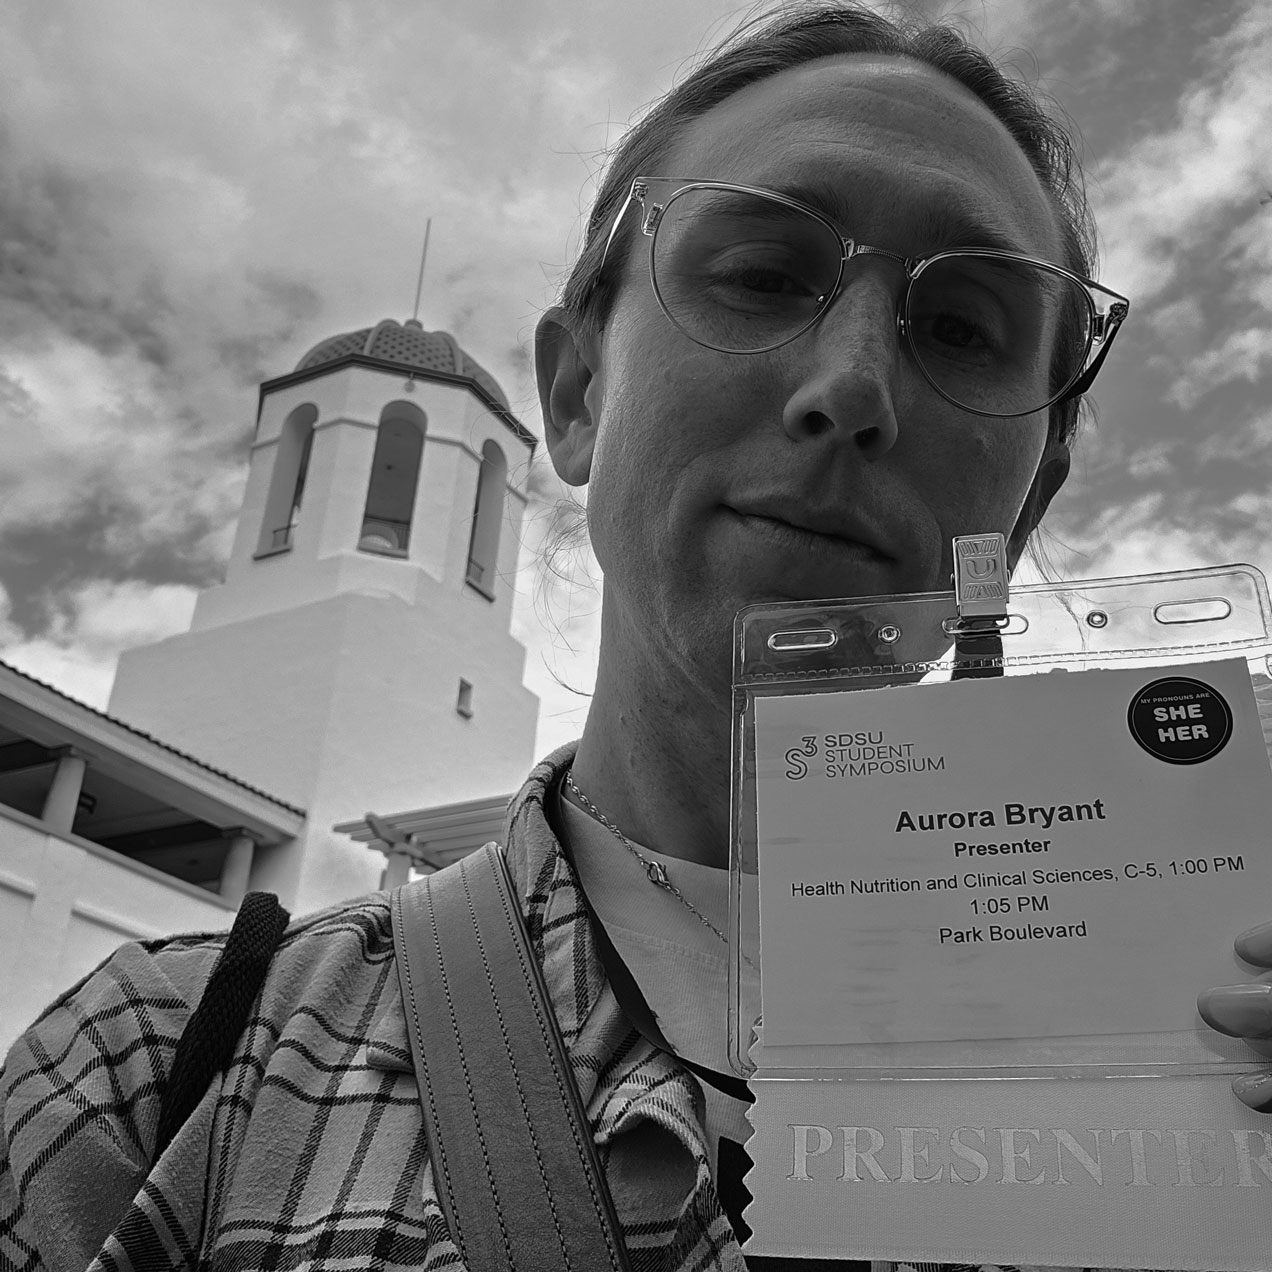 MY PRONOUNS ARE
SHE
HER
S3 SDSU
STUDENT
SYMPOSIUM
Aurora Bryant
Presenter
Health Nutrition and Clinical Sciences, C-5, 1:00 PM
1:05 PM
Park Boulevard
PRESENTER